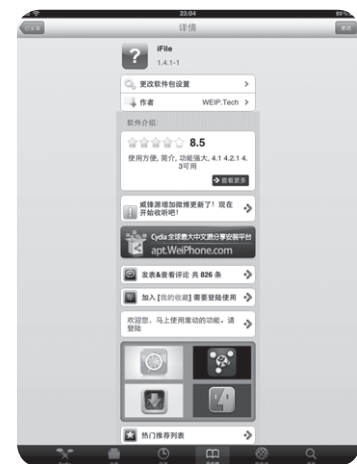 23:04
详情
iFile
1.4.1-1
更改软件包设置
作者 WEIP.Tech
软件介绍:
8.5
使用方便, 简介, 功能强大, 4.1 4.2.1 4.
3可用
查看更多
威锋源增加微博更新了！现在
开始收听吧！
Cydia 全球最大中文源分享安装平台
apt.WeiPhone.com
发表&查看评论 共 826 条
加入 [我的收藏] 需要登陆使用
欢迎您，马上使用激动的功能。请
登陆
热门推荐列表